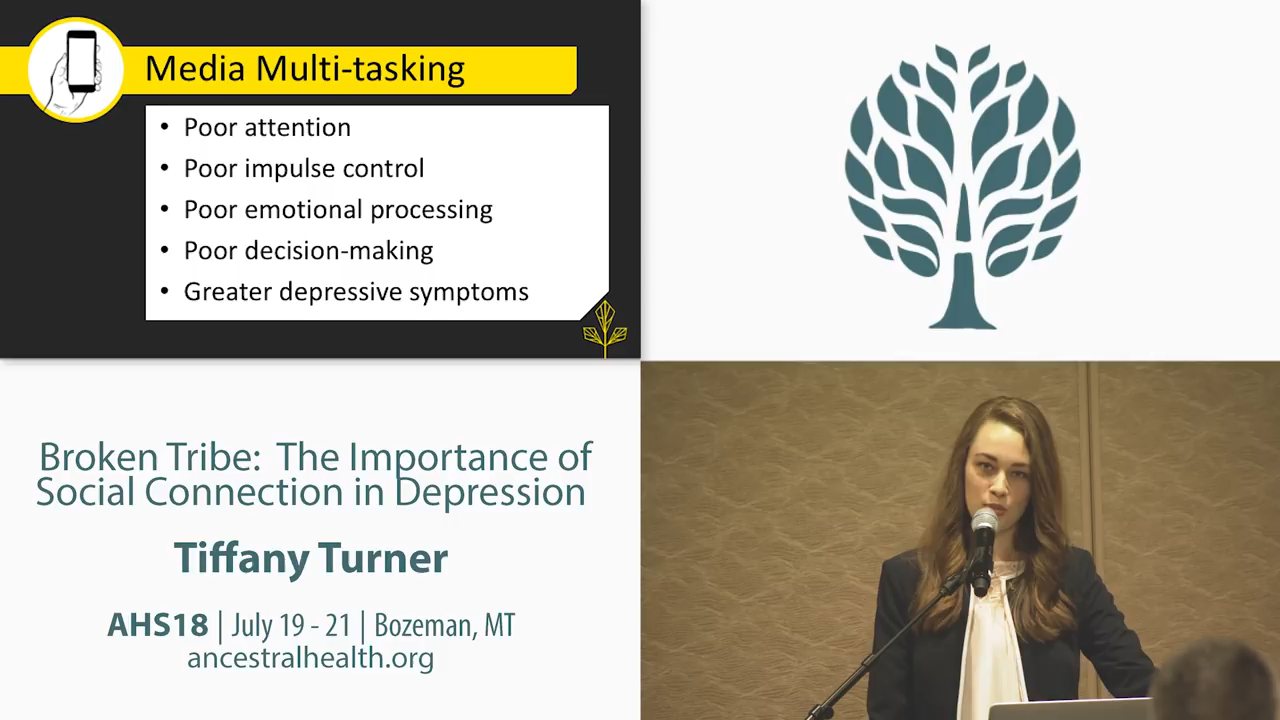 Media Multi-tasking
• Poor attention
• Poor impulse control
• Poor emotional processing
• Poor decision-making
• Greater depressive symptoms
Broken Tribe: The Importance of
Social Connection in Depression
Tiffany Turner
AHS18 | July 19 - 21 | Bozeman, MT
ancestralhealth.org